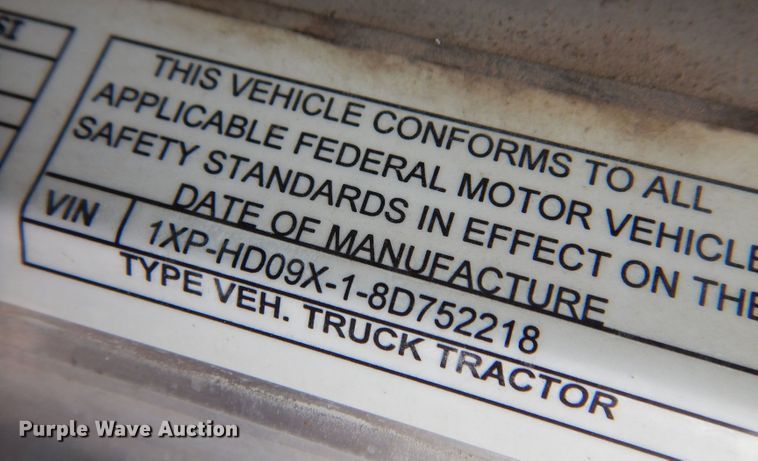 SI
THIS VEHICLE CONFORMS TO ALL
APPLICABLE FEDERAL MOTOR VEHICLE
SAFETY STANDARDS IN EFFECT ON THE
DATE OF MANUFACTURE
VIN 1XP-HD09X-1-8D752218
TYPE VEH. TRUCK TRACTOR
Purple Wave Auction